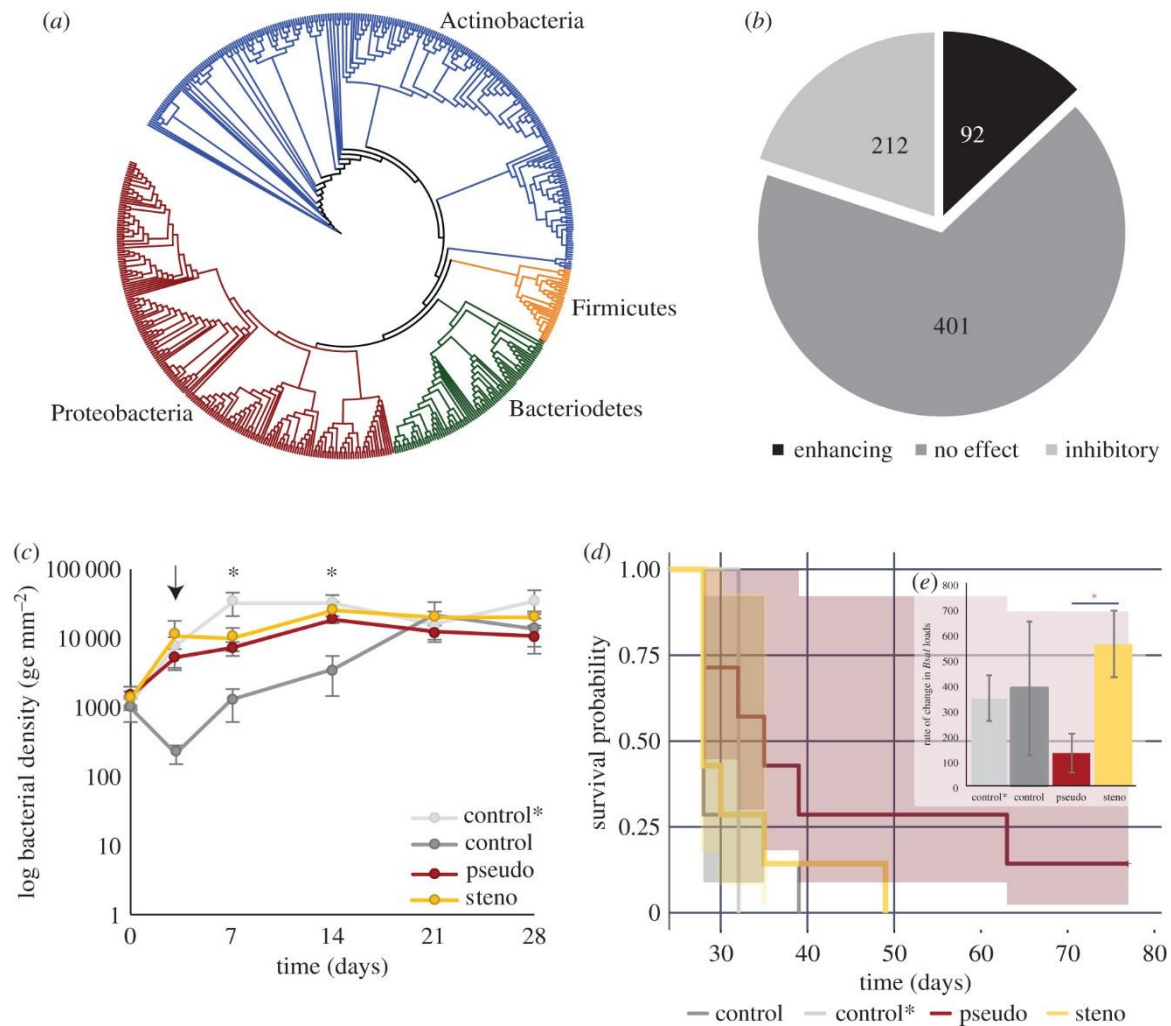 (a)
Actinobacteria
Firmicutes
Bacteriodetes
Proteobacteria
(b)
92
212
401
enhancing no effect inhibitory
(c)
log bacterial density (ge mm−2)
100 000
10 000
1000
100
10
1
* *
control*
control
pseudo
steno
0 7 14 21 28
time (days)
(d)
survival probability
1.00
0.75
0.50
0.25
0
30 40 50 60 70 80
time (days)
control control* pseudo steno
(e)
rate of change in Bsal loads
800
700
600
500
400
300
200
100
0
*
control* control pseudo steno